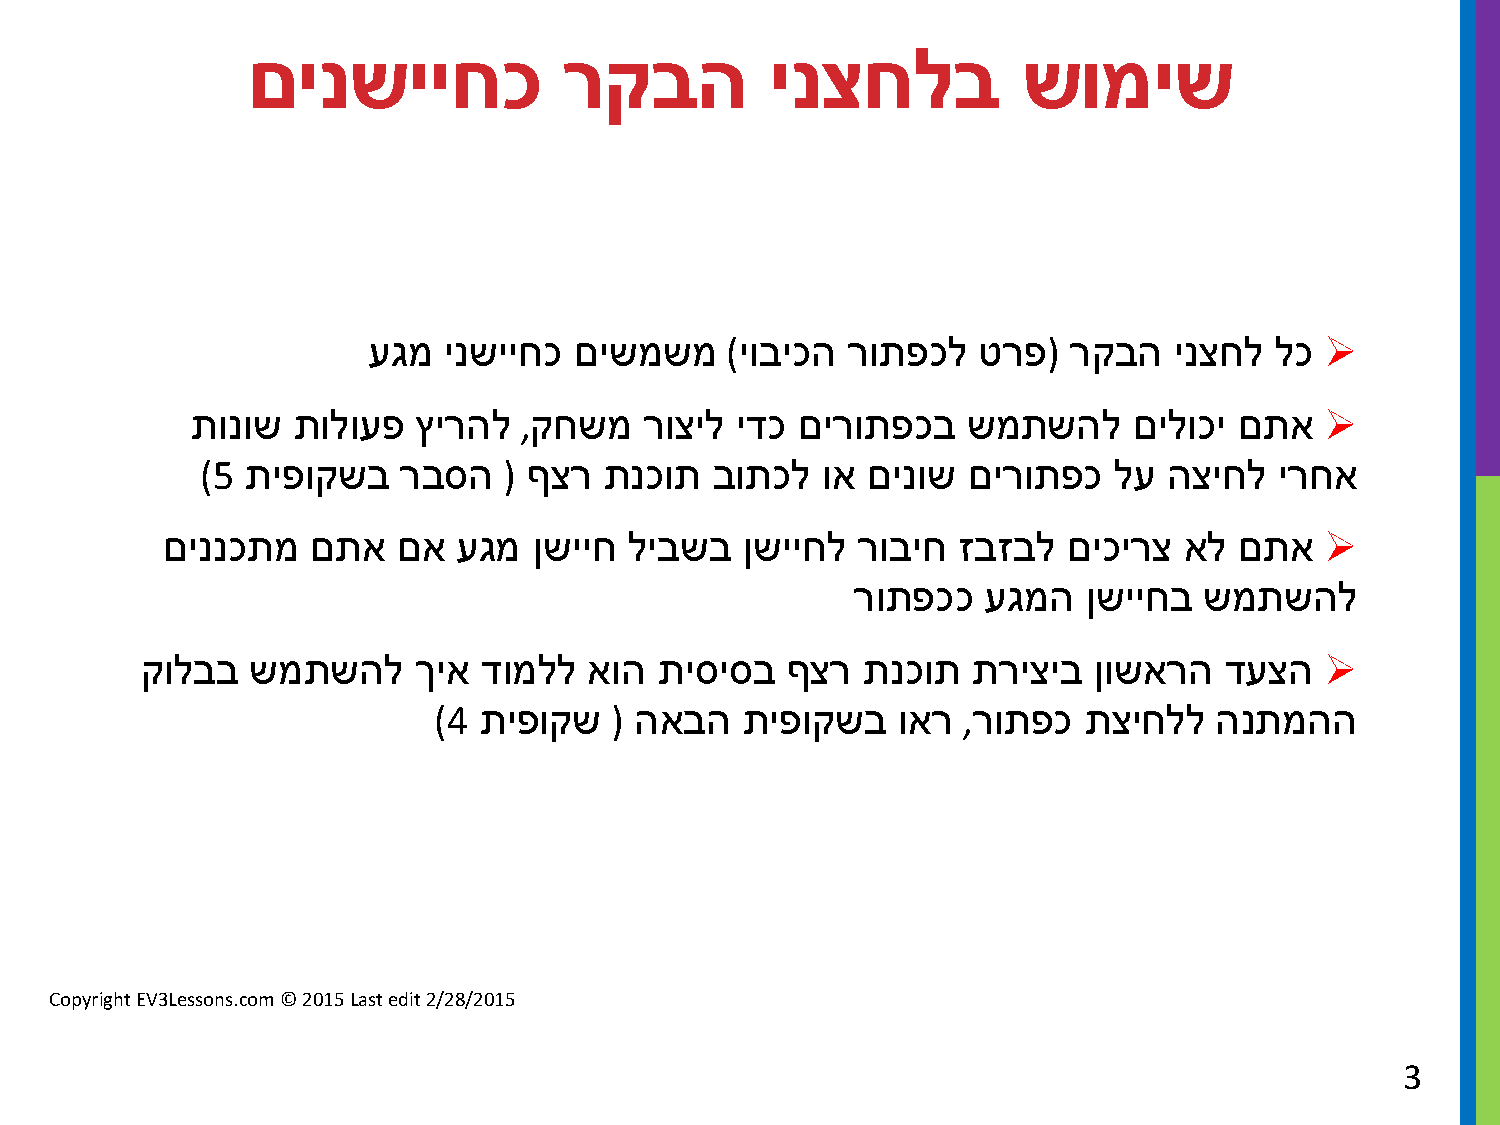 שימוש בלחצני הבקר כחיישנים
➢ כל לחצני הבקר (פרט לכפתור הכיבוי) משמשים כחיישני מגע
➢ אתם יכולים להשתמש בכפתורים כדי ליצור משחק, להריץ פעולות שונות
אחרי לחיצה על כפתורים שונים או לכתוב תוכנת רצף ( הסבר בשקופית 5)
➢ אתם לא צריכים לבזבז חיבור לחיישן בשביל חיישן מגע אם אתם מתכננים
להשתמש בחיישן המגע ככפתור
➢ הצעד הראשון ביצירת תוכנת רצף בסיסית הוא ללמוד איך להשתמש בבלוק
ההמתנה ללחיצת כפתור, ראו בשקופית הבאה ( שקופית 4)
Copyright EV3Lessons.com © 2015 Last edit 2/28/2015
3